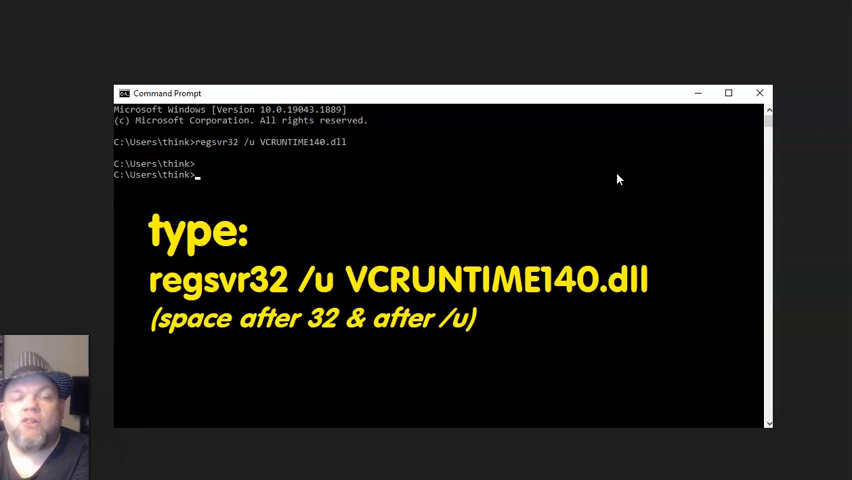 Command Prompt
Microsoft Windows [Version 10.0.19043.1889]
(c) Microsoft Corporation. All rights reserved.
C:\Users\think>regsvr32 /u VCRUNTIME140.dll
C:\Users\think>
C:\Users\think>
type:
regsvr32 /u VCRUNTIME140.dll
(space after 32 & after /u)